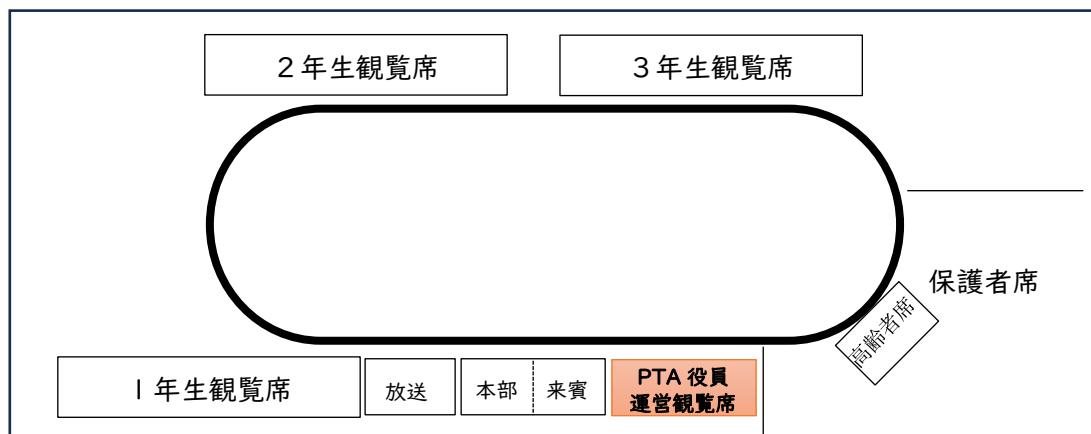 ２年生観覧席
３年生観覧席
保護者席
高齢者席
１年生観覧席
放送
本部
来賓
PTA 役員
運営観覧席